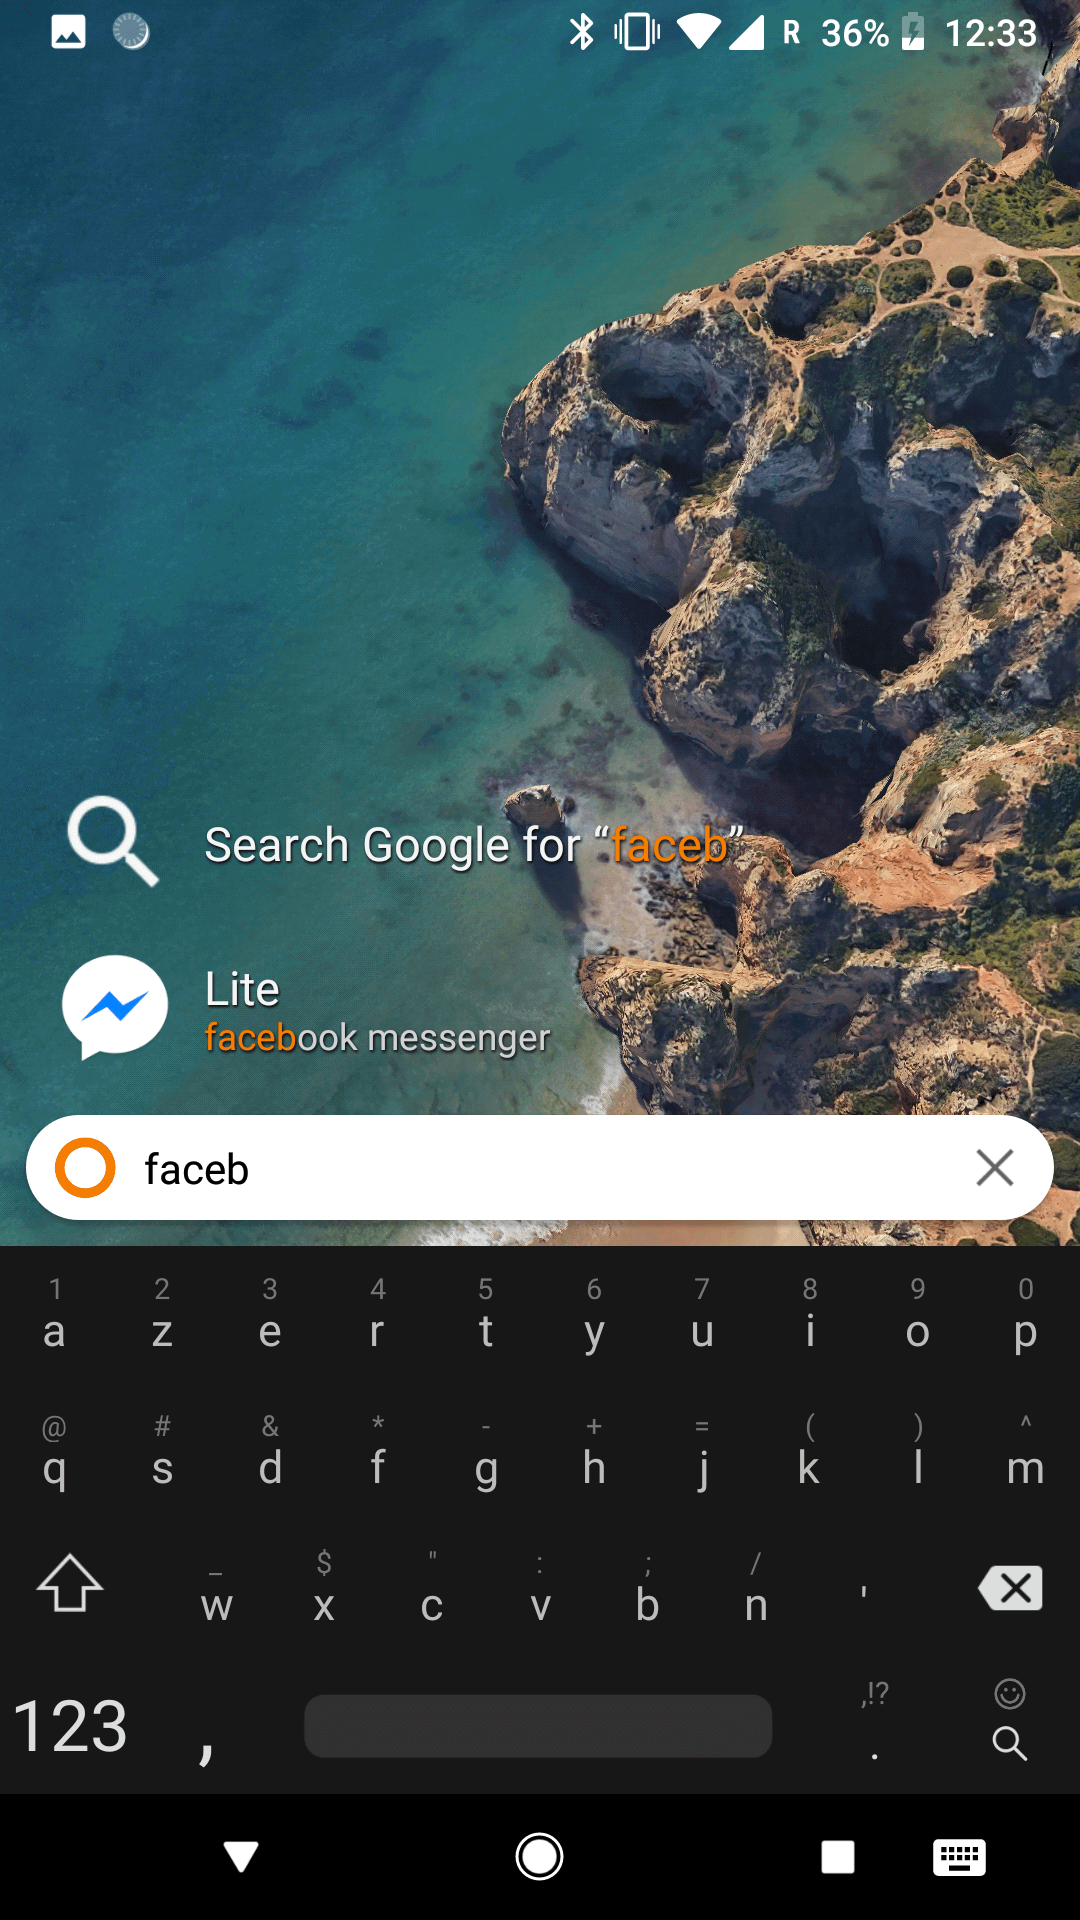 R 36% 12:33
Search Google for “faceb”
Lite
facebook messenger
faceb
1 2 3 4 5 6 7 8 9 0
a z e r t y u i o p
@ # & * - + = ( ) ^
q s d f g h j k l m
_ $ " : ; /
w x c v b n '
,!?
123 , .